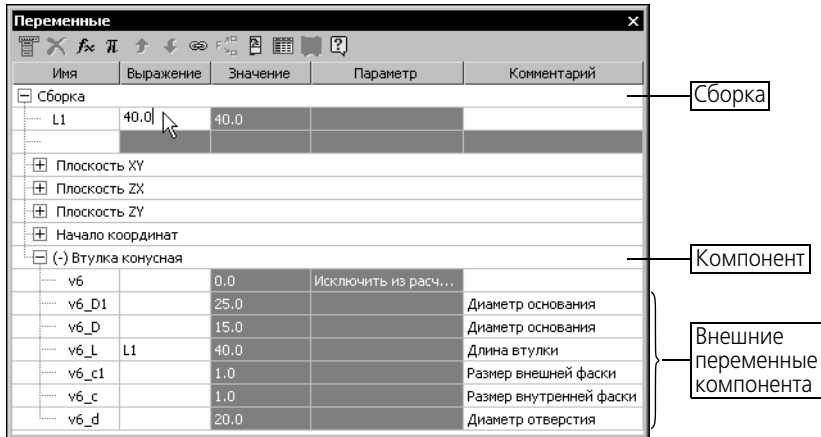 Переменные
Имя Выражение Значение Параметр Комментарий
Сборка
L1 40.0 40.0
Плоскость XY
Плоскость ZX
Плоскость ZY
Начало координат
(-) Втулка конусная
v6 0.0 Исключить из расч...
v6_D1 25.0 Диаметр основания
v6_D 15.0 Диаметр основания
v6_L L1 40.0 Длина втулки
v6_c1 1.0 Размер внешней фаски
v6_c 1.0 Размер внутренней фаски
v6_d 20.0 Диаметр отверстия
Сборка
Компонент
Внешние
переменные
компонента